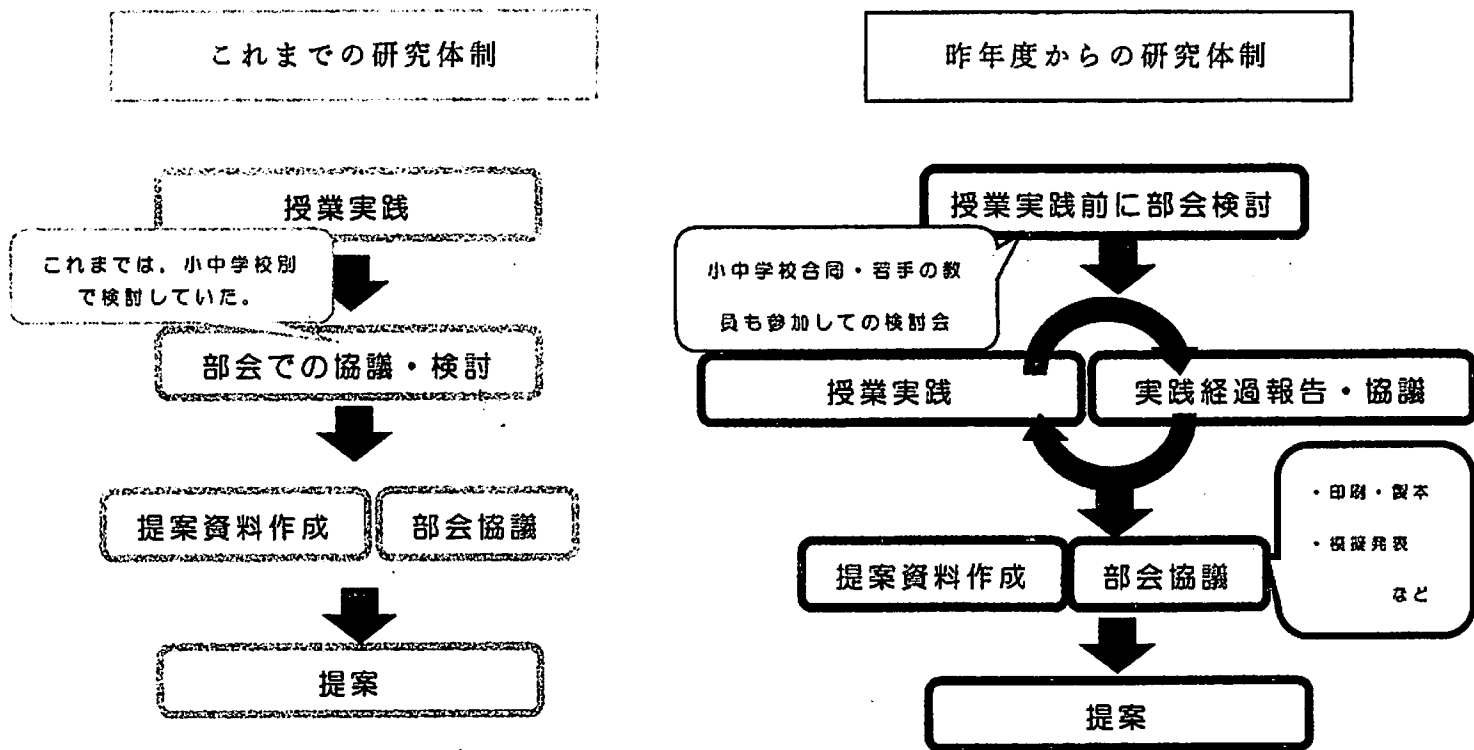 これまでの研究体制
授業実践
これまでは，小中学校別
で検討していた。
部会での協議・検討
提案資料作成
部会協議
提案
昨年度からの研究体制
授業実践前に部会検討
小中学校合同・若手の教
員も参加しての検討会
授業実践
実践経過報告・協議
提案資料作成
部会協議
・印刷・製本
・模擬発表
など
提案